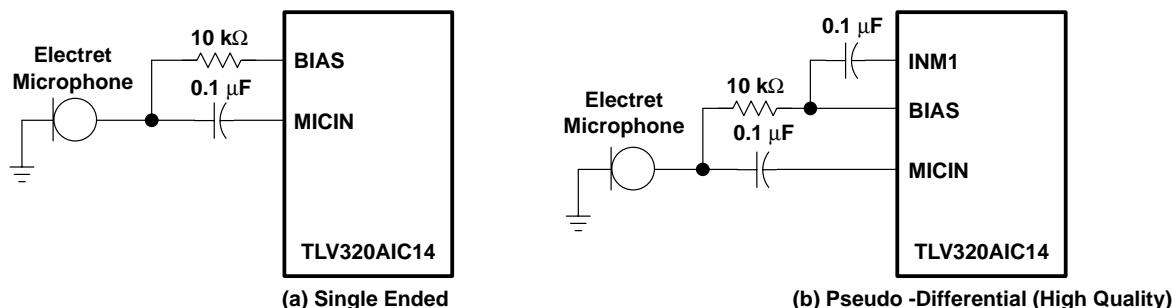 10 kΩ
Electret
Microphone
0.1 μF
BIAS
MICIN
TLV320AIC14
(a) Single Ended
0.1 μF
INM1
10 kΩ
Electret
Microphone
0.1 μF
BIAS
MICIN
TLV320AIC14
(b) Pseudo -Differential (High Quality)